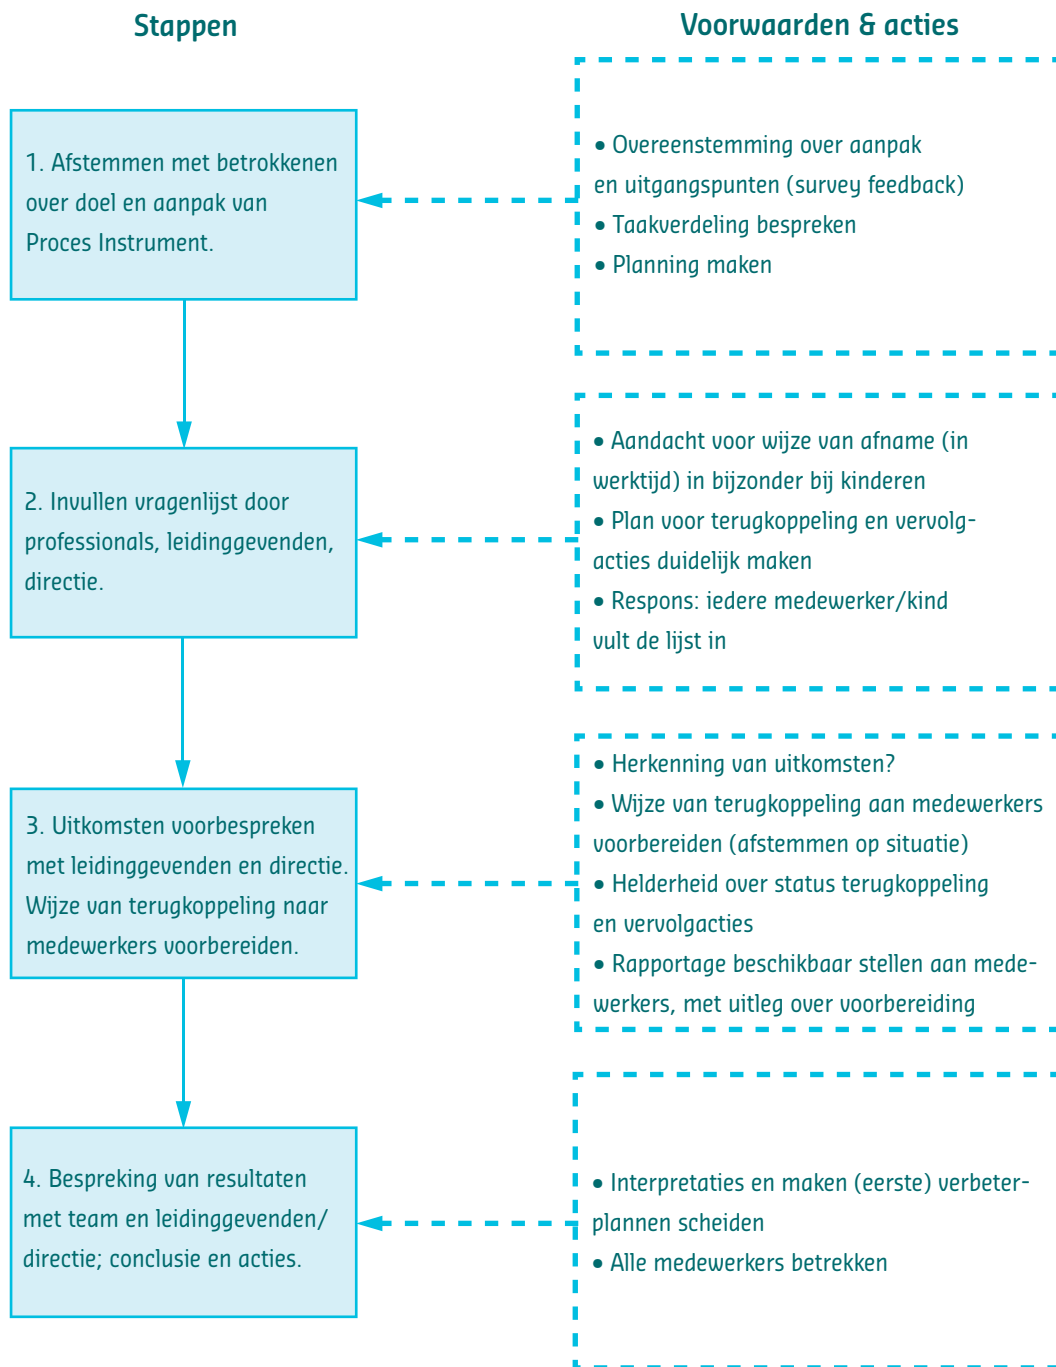 Stappen
Voorwaarden & acties
1. Afstemmen met betrokkenen
over doel en aanpak van
Proces Instrument.
• Overeenstemming over aanpak
en uitgangspunten (survey feedback)
• Taakverdeling bespreken
• Planning maken
2. Invullen vragenlijst door
professionals, leidinggevenden,
directie.
• Aandacht voor wijze van afname (in
werktijd) in bijzonder bij kinderen
• Plan voor terugkoppeling en vervolg-
acties duidelijk maken
• Respons: iedere medewerker/kind
vult de lijst in
3. Uitkomsten voorbespreken
met leidinggevenden en directie.
Wijze van terugkoppeling naar
medewerkers voorbereiden.
• Herkenning van uitkomsten?
• Wijze van terugkoppeling aan medewerkers
voorbereiden (afstemmen op situatie)
• Helderheid over status terugkoppeling
en vervolgacties
• Rapportage beschikbaar stellen aan mede-
werkers, met uitleg over voorbereiding
4. Bespreking van resultaten
met team en leidinggevenden/
directie; conclusie en acties.
• Interpretaties en maken (eerste) verbeter-
plannen scheiden
• Alle medewerkers betrekken